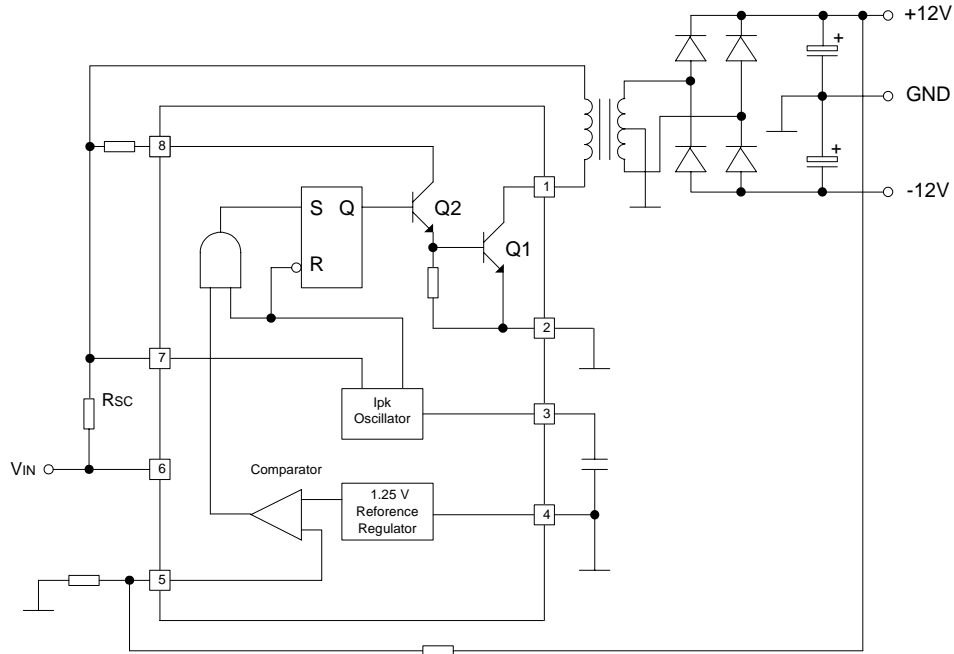 +12V
GND
8
1
S Q
Q2
-12V
Q1
R
2
7
RSC
Ipk
Oscillator
3
VIN
6
Comparator
1.25 V
Reforence
Regulator
4
5
+
+